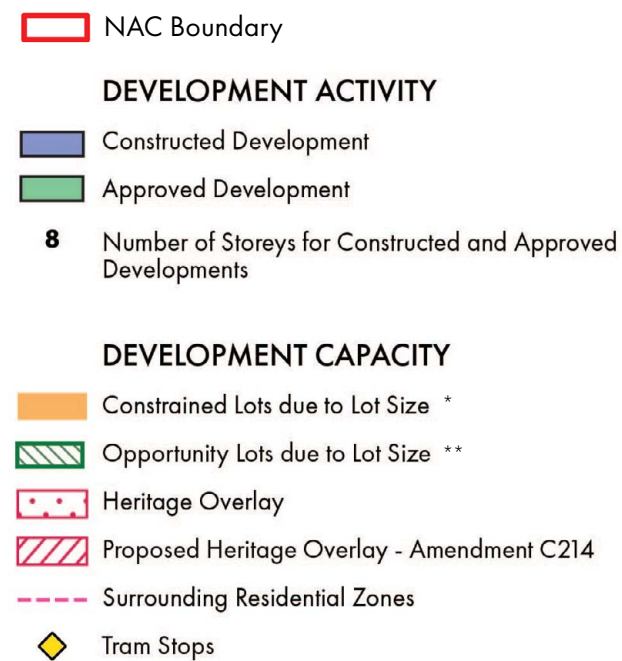 NAC Boundary
DEVELOPMENT ACTIVITY
Constructed Development
Approved Development
8 Number of Storeys for Constructed and Approved
Developments
DEVELOPMENT CAPACITY
Constrained Lots due to Lot Size *
Opportunity Lots due to Lot Size **
Heritage Overlay
Proposed Heritage Overlay - Amendment C214
Surrounding Residential Zones
Tram Stops